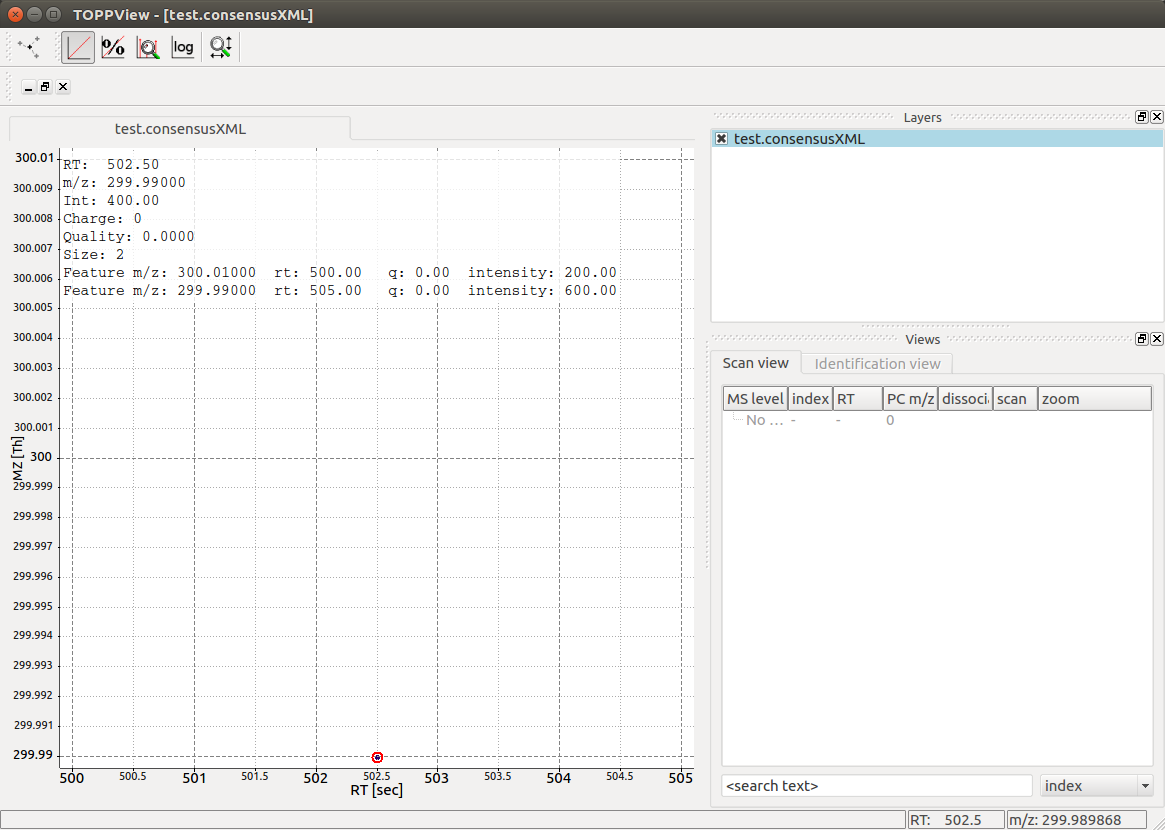 TOPPView - [test.consensusXML]
% log
test.consensusXML
RT: 502.50
m/z: 299.99000
Int: 400.00
Charge: 0
Quality: 0.0000
Size: 2
Feature m/z: 300.01000 rt: 500.00 q: 0.00 intensity: 200.00
Feature m/z: 299.99000 rt: 505.00 q: 0.00 intensity: 600.00
300.01
300.009
300.008
300.007
300.006
300.005
300.004
300.003
300.002
300.001
300
299.999
299.998
299.997
299.996
299.995
299.994
299.993
299.992
299.991
299.99
MZ [Th]
500 500.5 501 501.5 502 502.5 503 503.5 504 504.5 505
RT [sec]
Layers
test.consensusXML
Views
Scan view Identification view
MS level index RT PC m/z dissoci scan zoom
No ... - - 0
<search text> index
RT: 502.5 m/z: 299.989868